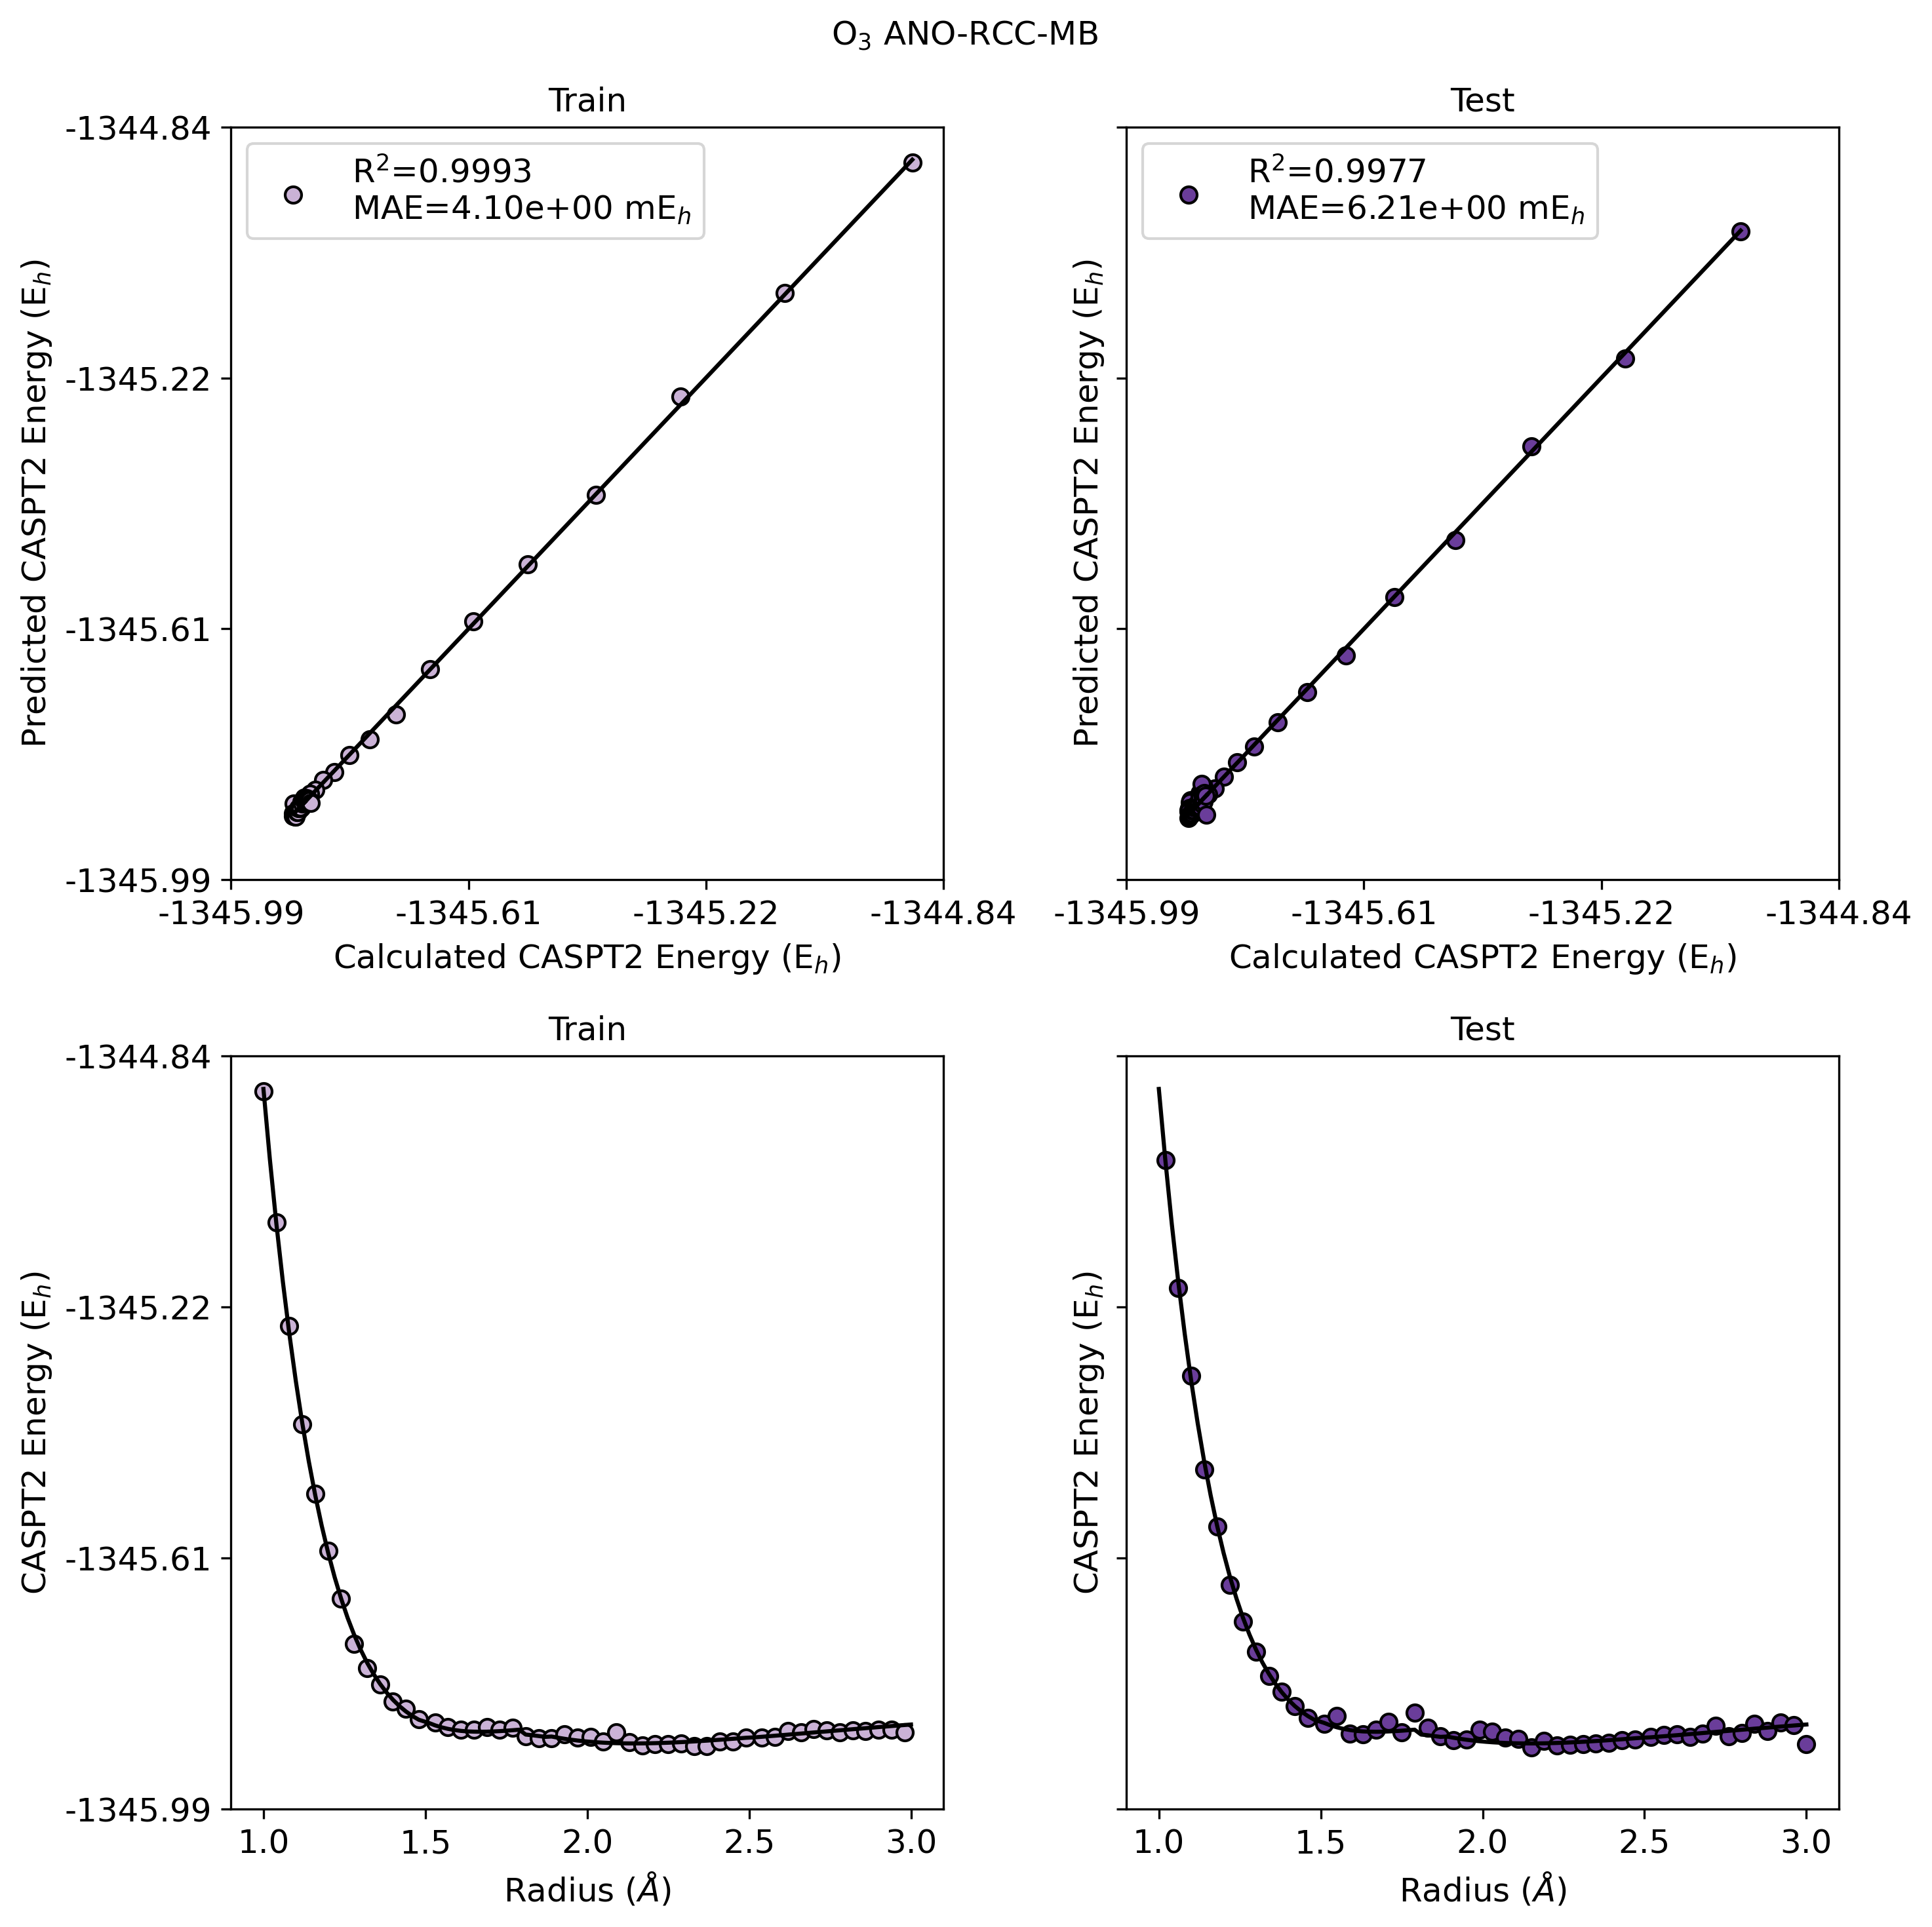 O₃ ANO-RCC-MB
Train
Test
R²=0.9993
MAE=4.10e+00 mEₕ
R²=0.9977
MAE=6.21e+00 mEₕ
Predicted CASPT2 Energy (Eₕ)
-1344.84
-1345.22
-1345.61
-1345.99
Predicted CASPT2 Energy (Eₕ)
-1345.99
-1345.61
-1345.22
-1344.84
-1345.99
-1345.61
-1345.22
-1344.84
Calculated CASPT2 Energy (Eₕ)
Calculated CASPT2 Energy (Eₕ)
Train
Test
CASPT2 Energy (Eₕ)
-1344.84
-1345.22
-1345.61
-1345.99
CASPT2 Energy (Eₕ)
1.0
1.5
2.0
2.5
3.0
1.0
1.5
2.0
2.5
3.0
Radius (Å)
Radius (Å)